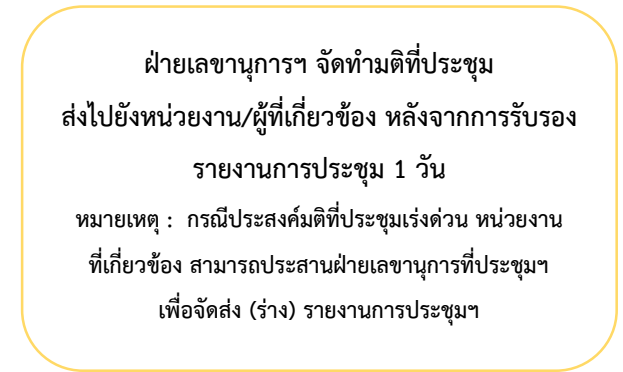 ฝ่ายเลขานุการฯ จัดทำมติที่ประชุม
ส่งไปยังหน่วยงาน/ผู้ที่เกี่ยวข้อง หลังจากการรับรอง
รายงานการประชุม 1 วัน
หมายเหตุ : กรณีประสงค์มติที่ประชุมเร่งด่วน หน่วยงาน
ที่เกี่ยวข้อง สามารถประสานฝ่ายเลขานุการที่ประชุมฯ
เพื่อจัดส่ง (ร่าง) รายงานการประชุมฯ